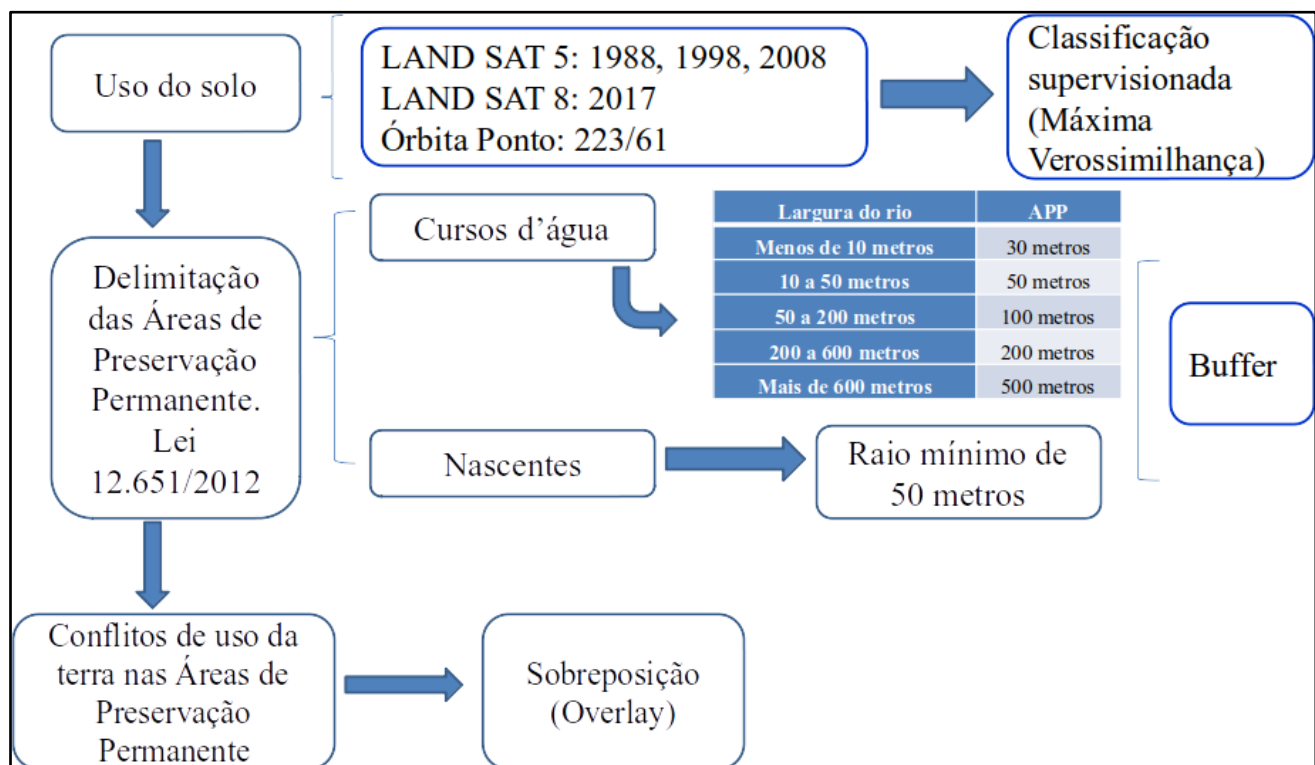 Uso do solo
LAND SAT 5: 1988, 1998, 2008
LAND SAT 8: 2017
Órbita Ponto: 223/61
Classificação
supervisionada
(Máxima
Verossimilhança)
Delimitação
das Áreas de
Preservação
Permanente.
Lei
12.651/2012
Cursos d’água
Largura do rio APP
Menos de 10 metros 30 metros
10 a 50 metros 50 metros
50 a 200 metros 100 metros
200 a 600 metros 200 metros
Mais de 600 metros 500 metros
Buffer
Nascentes
Raio mínimo de
50 metros
Conflitos de uso da
terra nas Áreas de
Preservação
Permanente
Sobreposição
(Overlay)